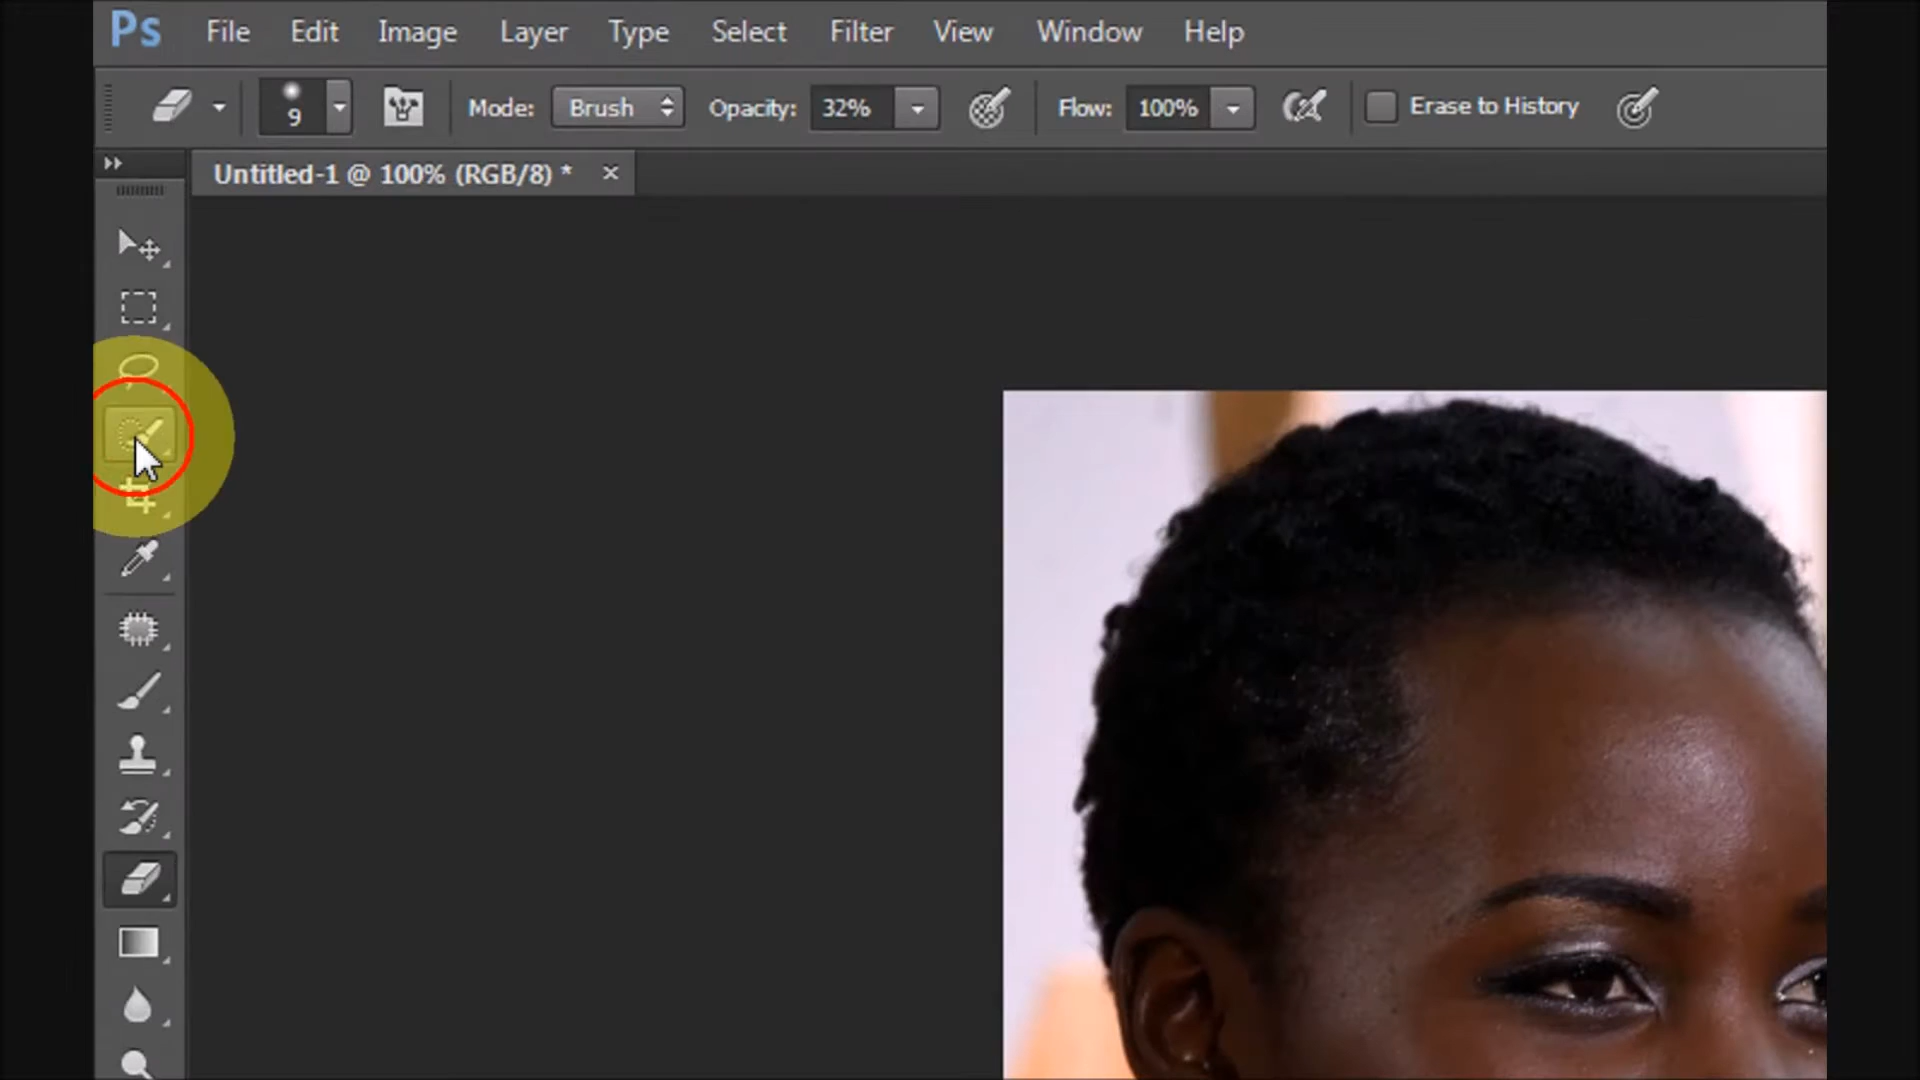 Ps File Edit Image Layer Type Select Filter View Window Help
9 Mode: Brush Opacity: 32% Flow: 100% Erase to History
Untitled-1 @ 100% (RGB/8) * ×